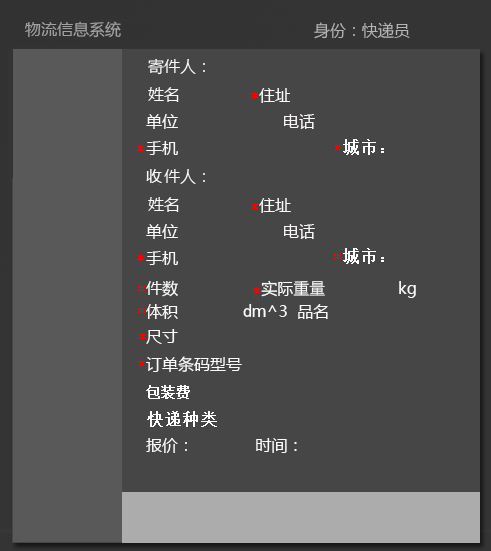 物流信息系统 身份：快递员
寄件人：
姓名 *住址
单位 电话
*手机 *城市：
收件人：
姓名 *住址
单位 电话
*手机 *城市：
*件数 *实际重量 kg
*体积 dm^3 品名
*尺寸
*订单条码型号
包装费
快递种类
报价： 时间：